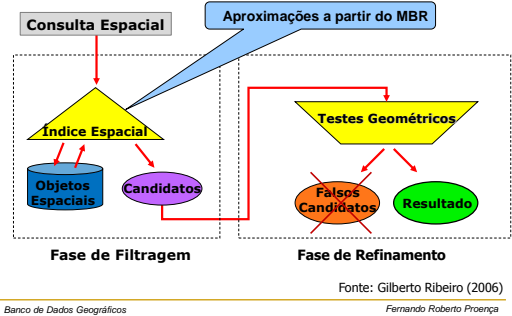 Consulta Espacial
Aproximações a partir do MBR
Índice Espacial
Objetos
Espaciais
Candidatos
Testes Geométricos
Falsos
Candidatos
Resultado
Fase de Filtragem
Fase de Refinamento
Fonte: Gilberto Ribeiro (2006)
Banco de Dados Geográficos
Fernando Roberto Proença